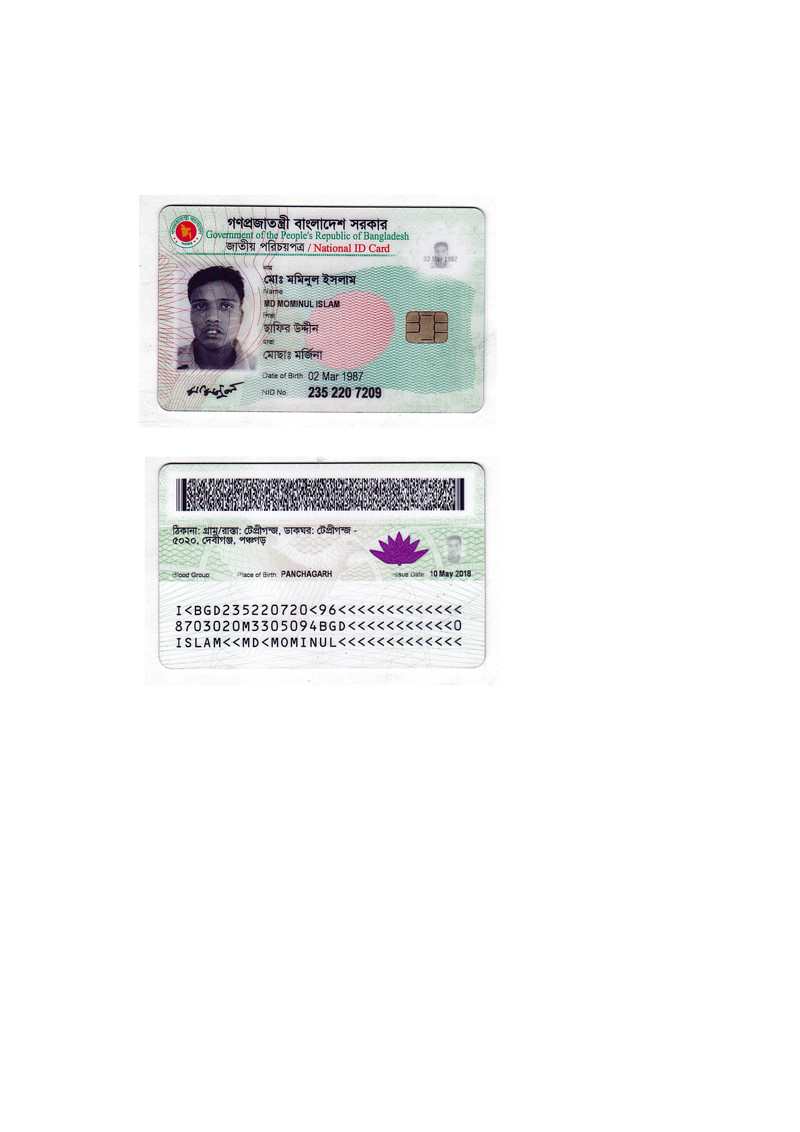 গণপ্রজাতন্ত্রী বাংলাদেশ সরকার
Government of the People's Republic of Bangladesh
জাতীয় পরিচয়পত্র / National ID Card
02 Mar 1987
নাম
মোঃ মমিনুল ইসলাম
Name
MD MOMINUL ISLAM
পিতা
ছাফির উদ্দীন
মাতা
মোছাঃ মর্জিনা
Date of Birth 02 Mar 1987
NID No 235 220 7209
ঠিকানা: গ্রাম/রাস্তা: টেপ্রীগন্জ, ডাকঘর: টেপ্রীগন্জ -
৫০২০, দেবীগঞ্জ, পঞ্চগড়
Blood Group Place of Birth: PANCHAGARH Issue Date 10 May 2018
I<BGD235220720<96<<<<<<<<<<<<<
8703020M3305094BGD<<<<<<<<<<<0
ISLAM<<MD<MOMINUL<<<<<<<<<<<<<